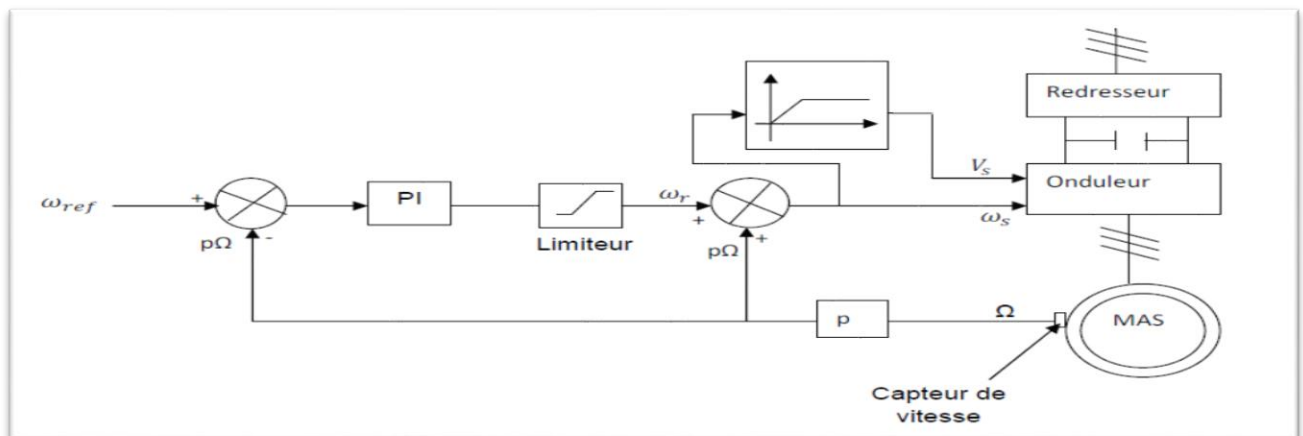 Redresseur
V_s
Onduleur
ω_ref
+
-
pΩ
PI
Limiteur
ω_r
+
+
pΩ
ω_s
p
Ω
MAS
Capteur de
vitesse